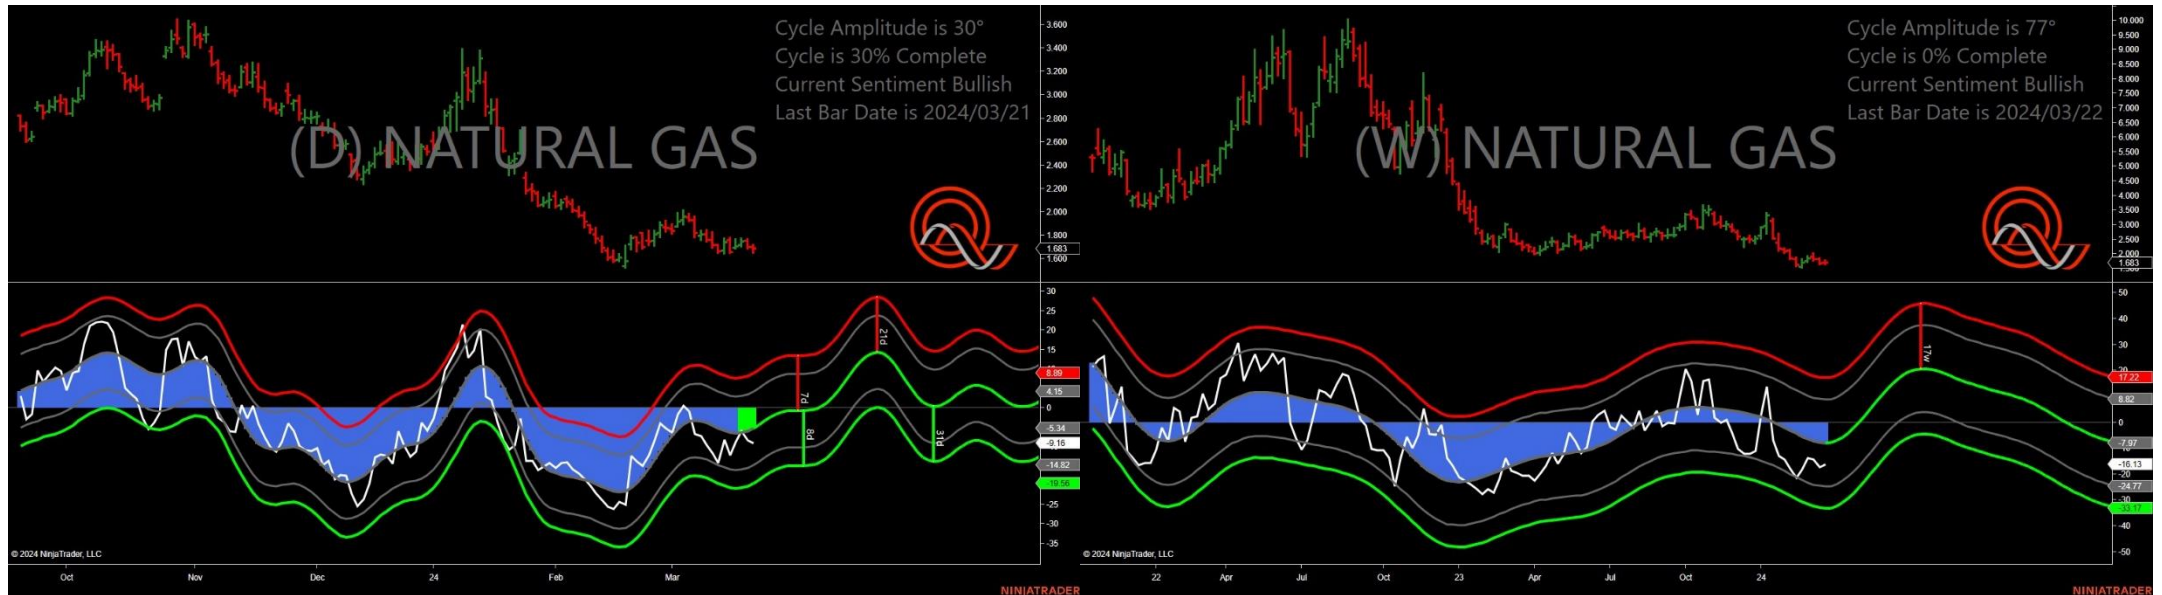 Cycle Amplitude is 30°
Cycle is 30% Complete
Current Sentiment Bullish
Last Bar Date is 2024/03/21
(D) NATURAL GAS
3.600
3.400
3.200
3.000
2.600
2.400
2.200
2.000
1.800
1.683
1.600
30
25
20
15
8.89
4.15
0
-5.34
-9.16
-14.82
-19.56
-25
-30
-35
7d
8d
21d
31d
© 2024 NinjaTrader, LLC
Oct
Nov
Dec
24
Feb
Mar
NINJATRADER
Cycle Amplitude is 77°
Cycle is 0% Complete
Current Sentiment Bullish
Last Bar Date is 2024/03/22
(W) NATURAL GAS
10.000
9.500
9.000
8.500
8.000
7.500
7.000
6.500
6.000
5.500
5.000
4.500
4.000
3.500
3.000
2.500
2.000
1.683
50
40
30
20
17.22
8.82
0
-7.97
-16.13
-20
-24.77
-33.17
-40
-50
17w
© 2024 NinjaTrader, LLC
22
Apr
Jul
Oct
23
Apr
Jul
Oct
24
NINJATRADER